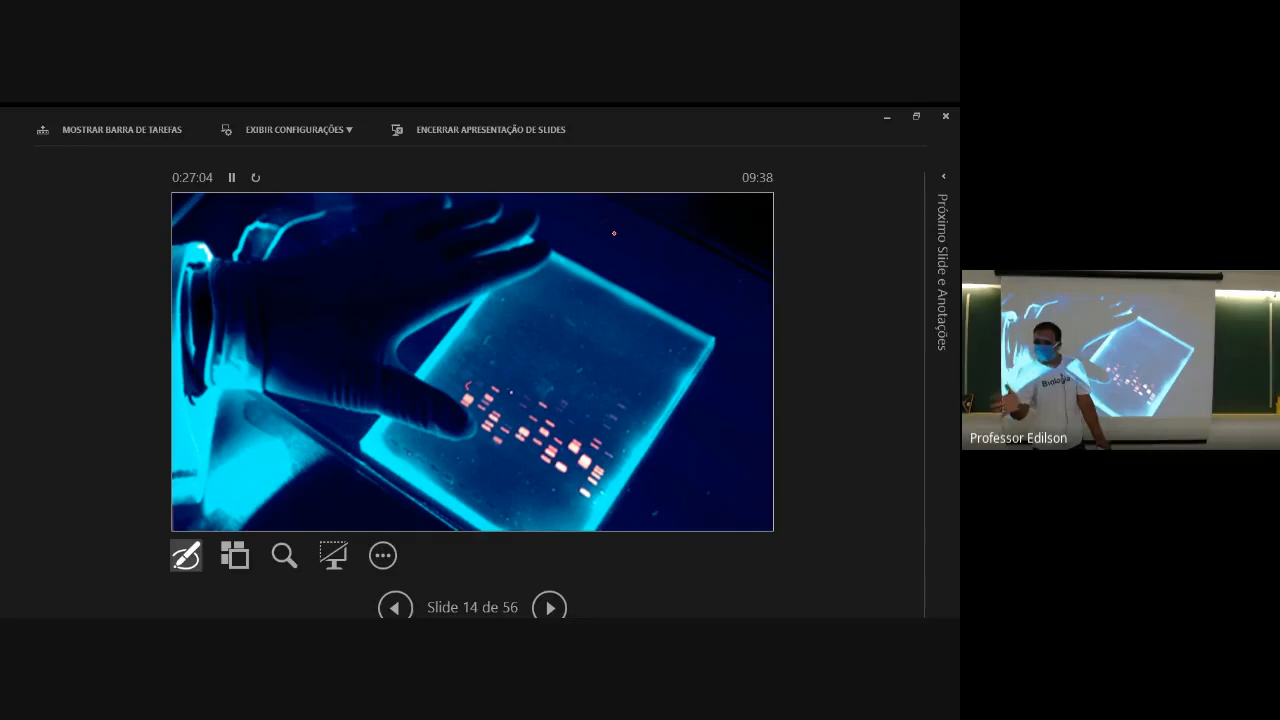 MOSTRAR BARRA DE TAREFAS
EXIBIR CONFIGURAÇÕES ▼
ENCERRAR APRESENTAÇÃO DE SLIDES
0:27:04
09:38
Próximo Slide e Anotações
Biologia
Professor Edilson
Slide 14 de 56